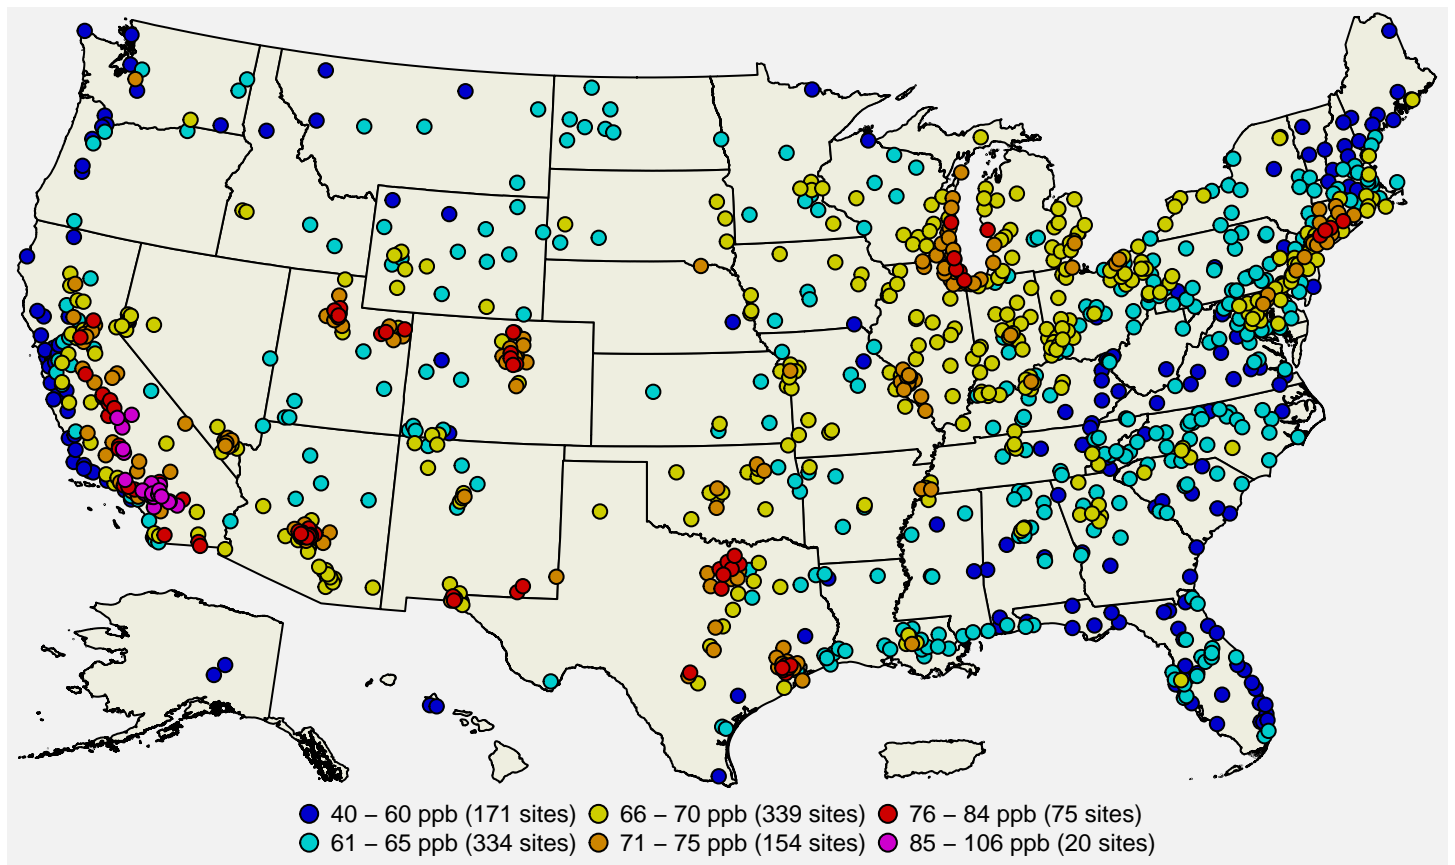 40 – 60 ppb (171 sites) 66 – 70 ppb (339 sites) 76 – 84 ppb (75 sites)
61 – 65 ppb (334 sites) 71 – 75 ppb (154 sites) 85 – 106 ppb (20 sites)